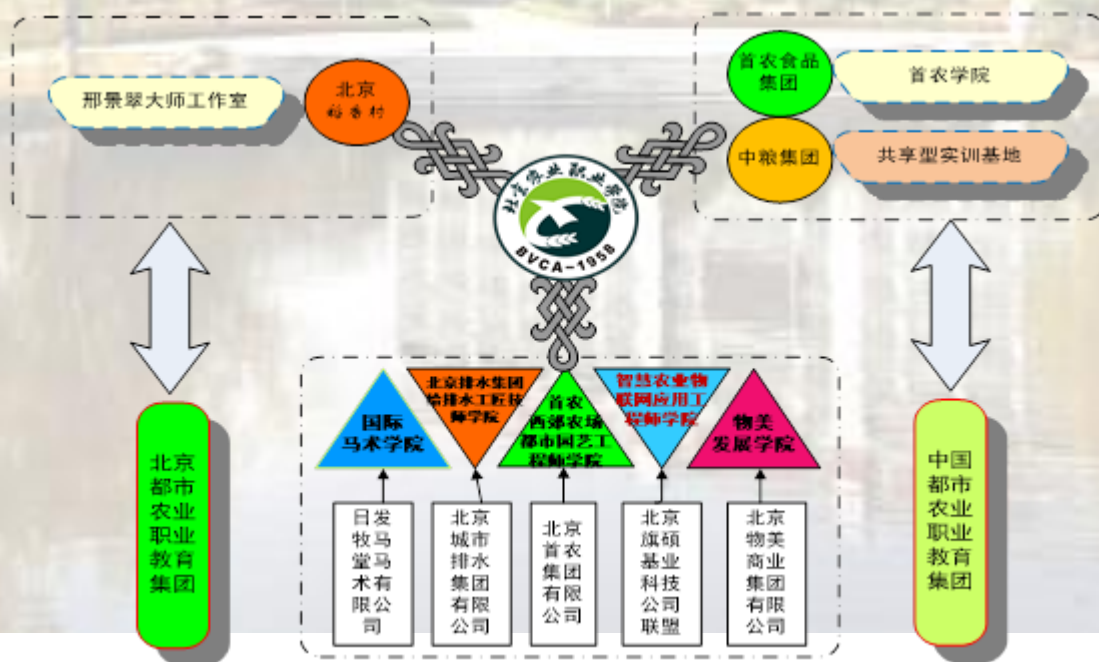 邢景翠大师工作室
北京
稻香村
首农食品
集团
首农学院
中粮集团
共享型实训基地
北京农业职业学院
BVCA-1958
国际
马术学院
北京排水集团
给排水工匠技
师学院
首农
西郊农场
都市园艺工
程师学院
智慧农业物
联网应用工
程师学院
物美
发展学院
日发
牧马
堂马
术有
限公
司
北京
城市
排水
集团
有限
公司
北京
首农
集团
有限
公司
北京
旗硕
基业
科技
公司
联盟
北京
物美
商业
集团
有限
公司
北京
都市
农业
职业
教育
集团
中国
都市
农业
职业
教育
集团